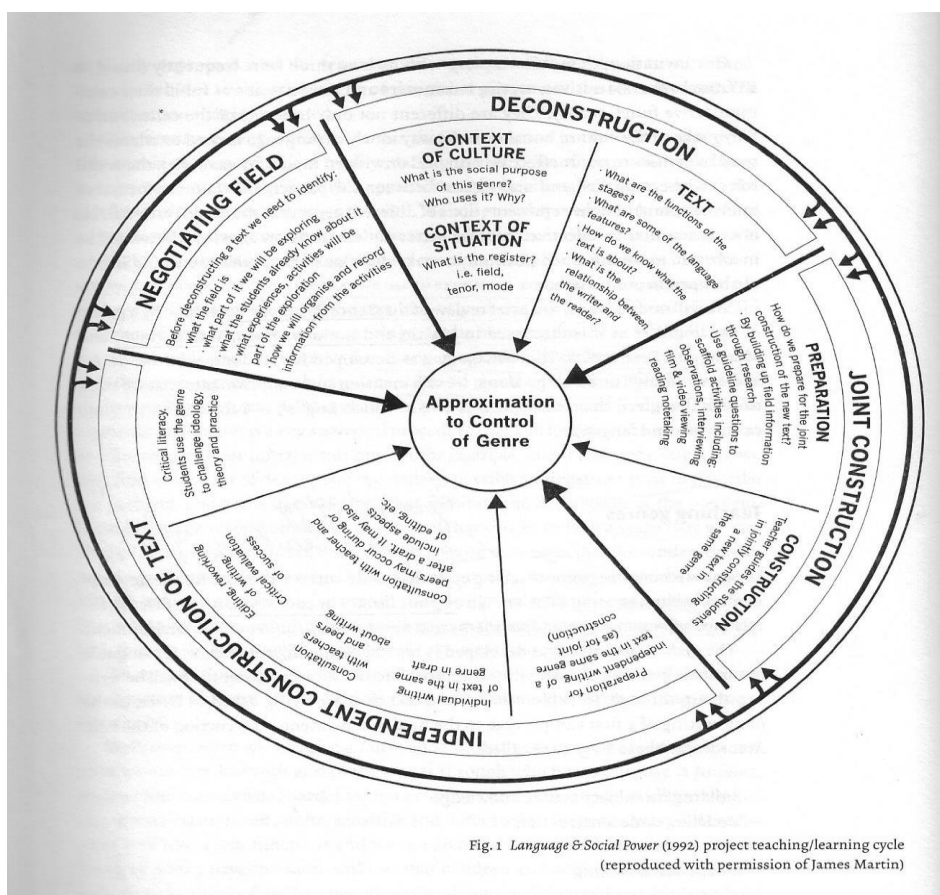 NEGOTIATING FIELD
Before deconstructing a text we need to identify:
· what the field is
· what part of it we will be exploring
· what the students already know about it
· what experiences, activities will be
part of the exploration
· how we will organise and record
information from the activities
DECONSTRUCTION
CONTEXT
OF CULTURE
What is the social purpose
of this genre?
Who uses it? Why?
CONTEXT OF
SITUATION
What is the register?
i.e. field,
tenor, mode
TEXT
· What are the function of the
stages?
· What are some of the language
features?
· How do we know what the
text is about?
· What is the
relationship between
the writer and
the reader?
JOINT CONSTRUCTION
PREPARATION
How do we prepare for the joint
construction of the new text?
By building up field information
through research
Use guideline questions to
scaffold activities including:
observations, interviewing
film & video viewing
reading notetaking
CONSTRUCTION
Teacher guides the students
in jointly constructing
a new text in
the same genre
INDEPENDENT CONSTRUCTION OF TEXT
Preparation for
independent writing of a
text in the same genre
(as for joint
construction)
Individual writing
of text in the same
genre in draft
Consultation
with teachers
and peers
about writing
Consultation with teacher and
peers may occur during or
after a draft. It may also
include aspects
of editing, etc.
Editing, reworking
of writing.
Critical evaluation
of success
Critical literacy.
Students use the genre
to challenge ideology,
theory and practice
Approximation
to Control
of Genre
Fig. 1 Language & Social Power (1992) project teaching/learning cycle
(reproduced with permission of James Martin)